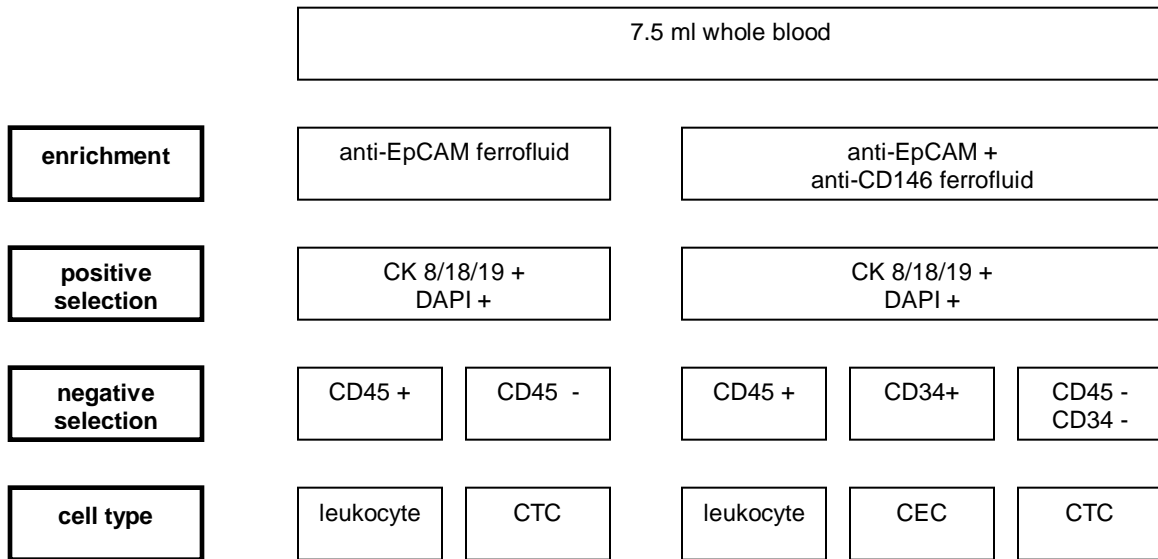 7.5 ml whole blood
enrichment
anti-EpCAM ferrofluid
anti-EpCAM +
anti-CD146 ferrofluid
positive
selection
CK 8/18/19 +
DAPI +
CK 8/18/19 +
DAPI +
negative
selection
CD45 +
CD45 -
CD45 +
CD34+
CD45 -
CD34 -
cell type
leukocyte
CTC
leukocyte
CEC
CTC